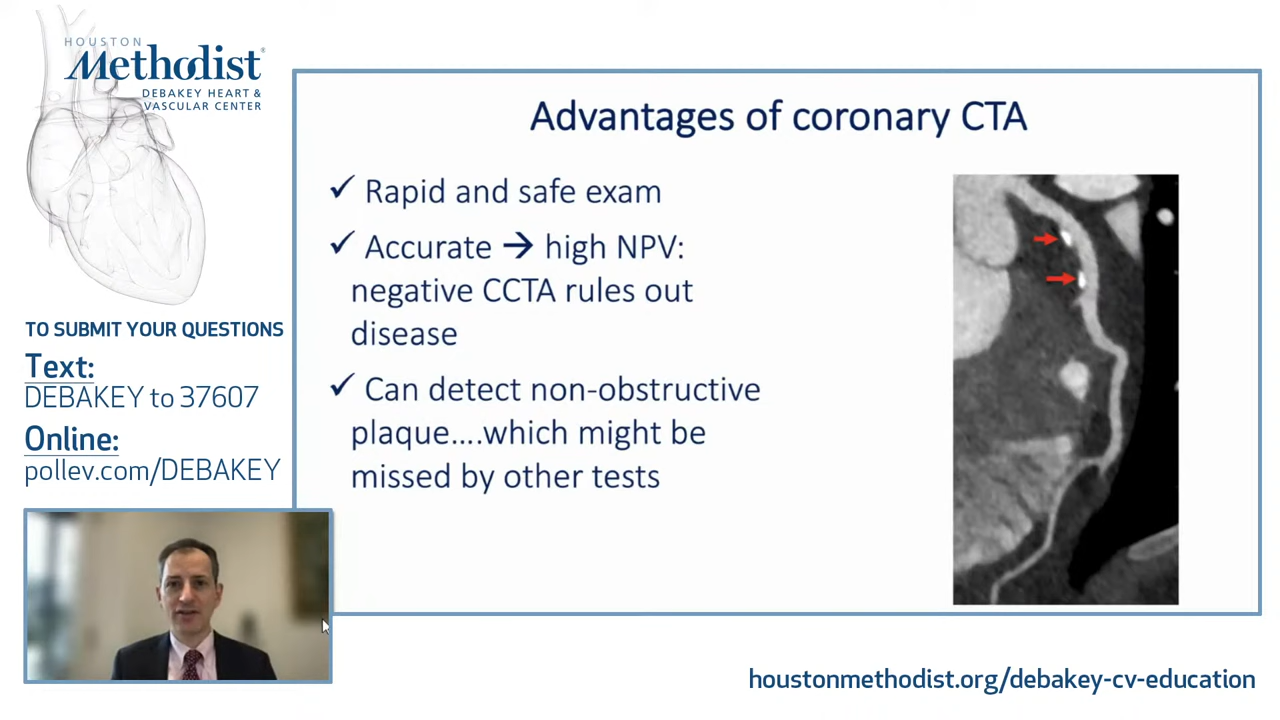 HOUSTON
Methodist®
DEBAKEY HEART &
VASCULAR CENTER
TO SUBMIT YOUR QUESTIONS
Text:
DEBAKEY to 37607
Online:
pollev.com/DEBAKEY
Advantages of coronary CTA
✓ Rapid and safe exam
✓ Accurate → high NPV:
negative CCTA rules out
disease
✓ Can detect non-obstructive
plaque....which might be
missed by other tests
houstonmethodist.org/debakey-cv-education